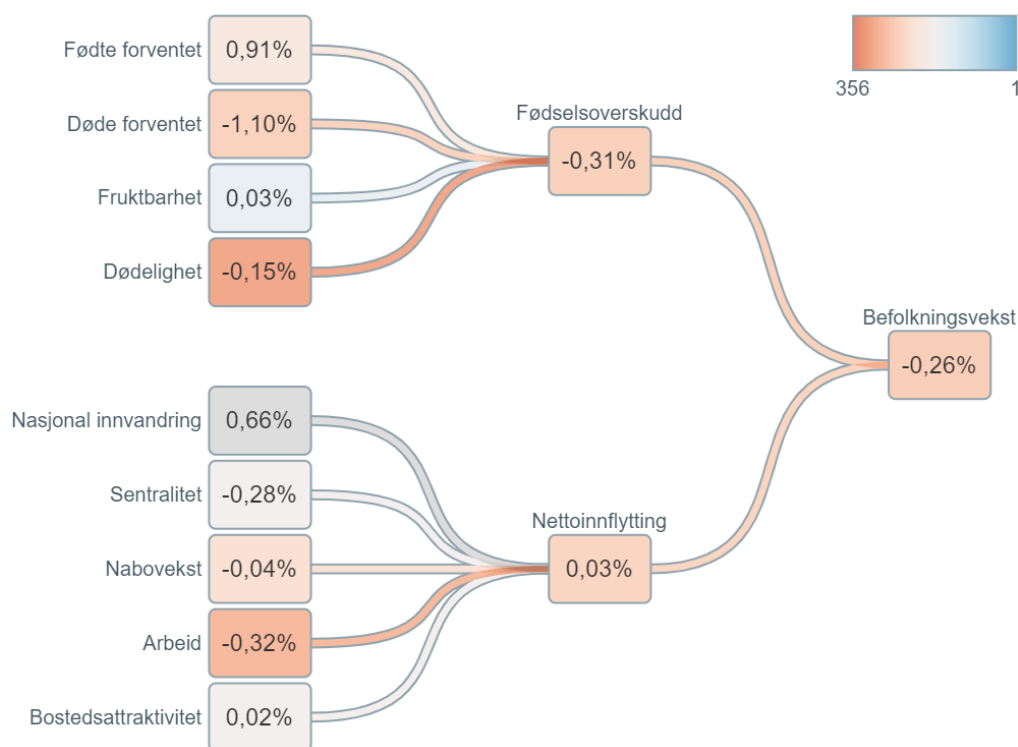 Fødte forventet
0,91%
Døde forventet
-1,10%
Fruktbarhet
0,03%
Dødelighet
-0,15%
Fødselsoverskudd
-0,31%
356
1
Befolkningsvekst
-0,26%
Nasjonal innvandring
0,66%
Sentralitet
-0,28%
Nabovekst
-0,04%
Arbeid
-0,32%
Bostedsattraktivitet
0,02%
Nettoinnflytting
0,03%